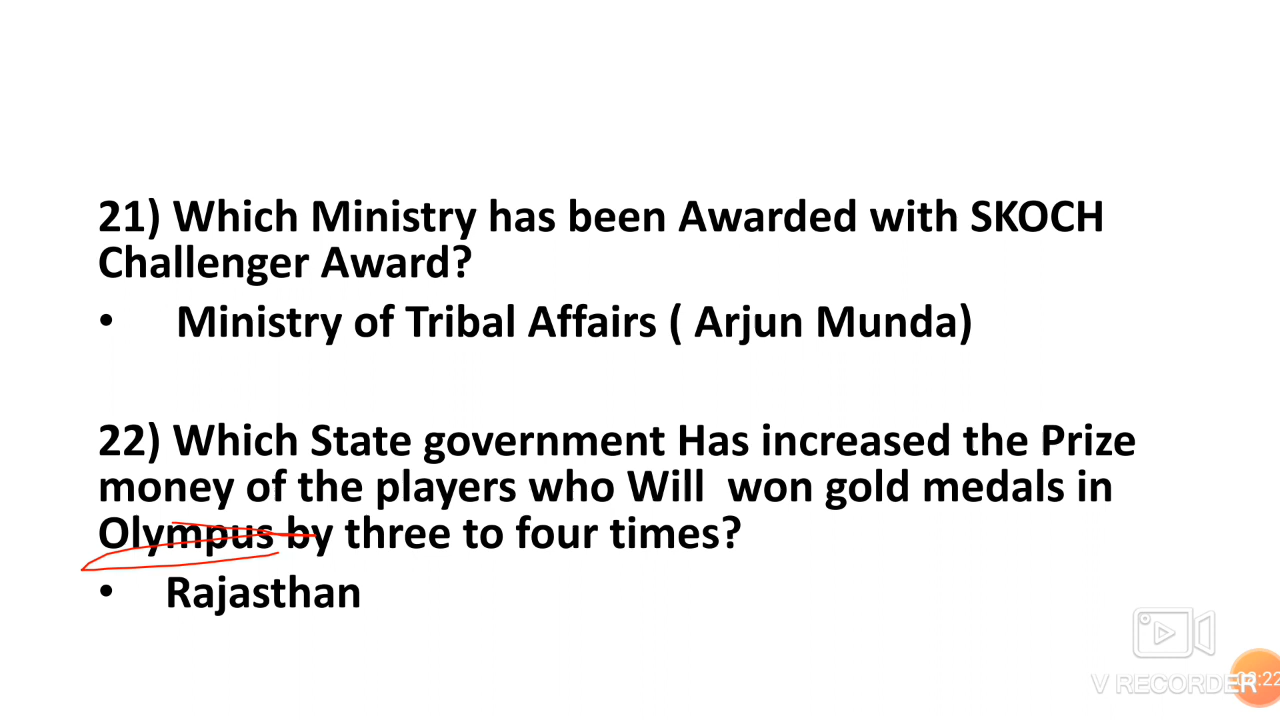 21) Which Ministry has been Awarded with SKOCH
Challenger Award?
• Ministry of Tribal Affairs ( Arjun Munda)
22) Which State government Has increased the Prize
money of the players who Will won gold medals in
Olympus by three to four times?
• Rajasthan
V RECORDER